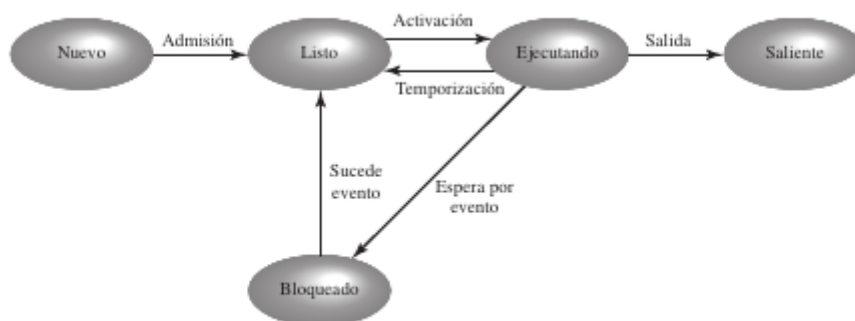 Activación
Nuevo
Admisión
Listo
Ejecutando
Salida
Saliente
Temporización
Sucede
evento
Espera por
evento
Bloqueado